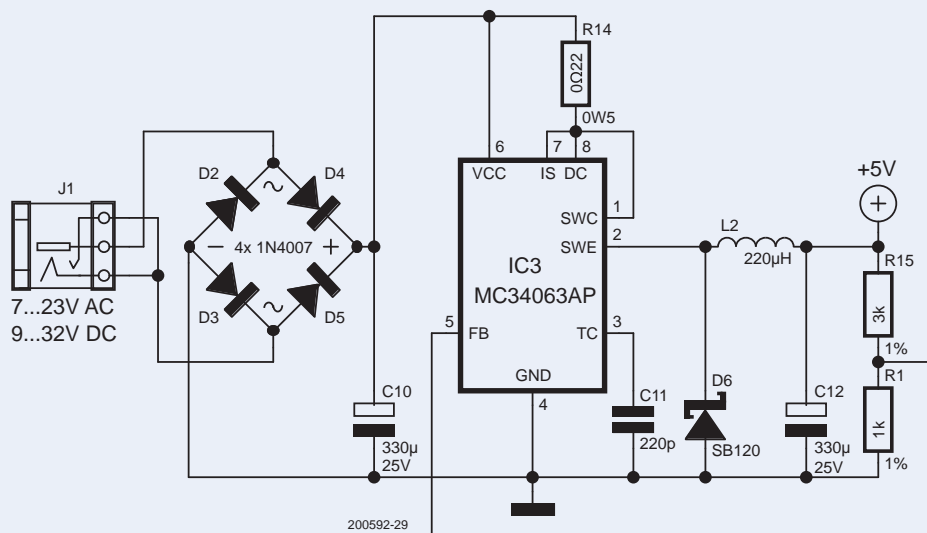 R14
0Ω22
0W5
6
7
8
VCC
IS
DC
+5V
J1
D2
D4
~
1
SWC
L2
− 4x 1N4007 +
2
SWE
220µH
R15
IC3
MC34063AP
3k
7...23V AC
9...32V DC
D3
~
D5
5
FB
3
TC
1%
GND
D6
R1
C10
4
C11
C12
1k
330µ
25V
220p
SB120
330µ
25V
1%
200592-29